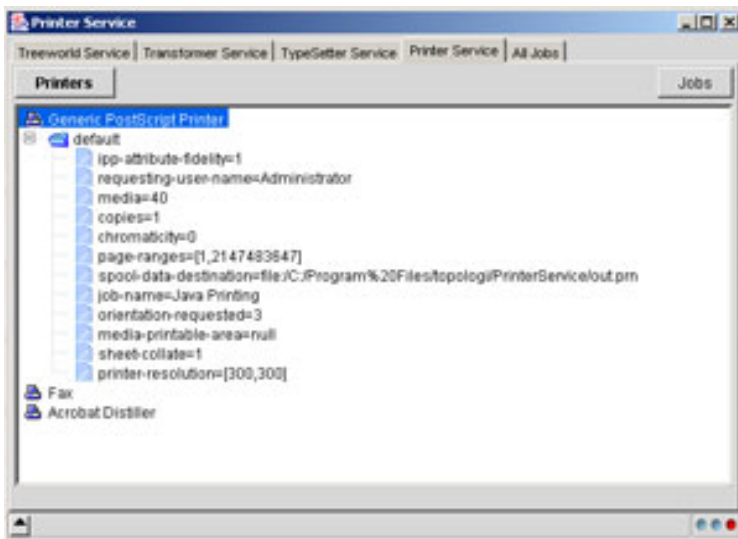 Printer Service
Treeworld Service Transformer Service TypeSetter Service Printer Service All Jobs
Printers Jobs
Generic PostScript Printer
default
ipp-attribute-fidelity=1
requesting-user-name=Administrator
media=40
copies=1
chromaticity=0
page-ranges=[1,2147483647]
spool-data-destination=file:/C:/Program%20Files/topologi/PrinterService/out.prn
job-name=Java Printing
orientation-requested=3
media-printable-area=null
sheet-collate=1
printer-resolution=[300,300]
Fax
Acrobat Distiller